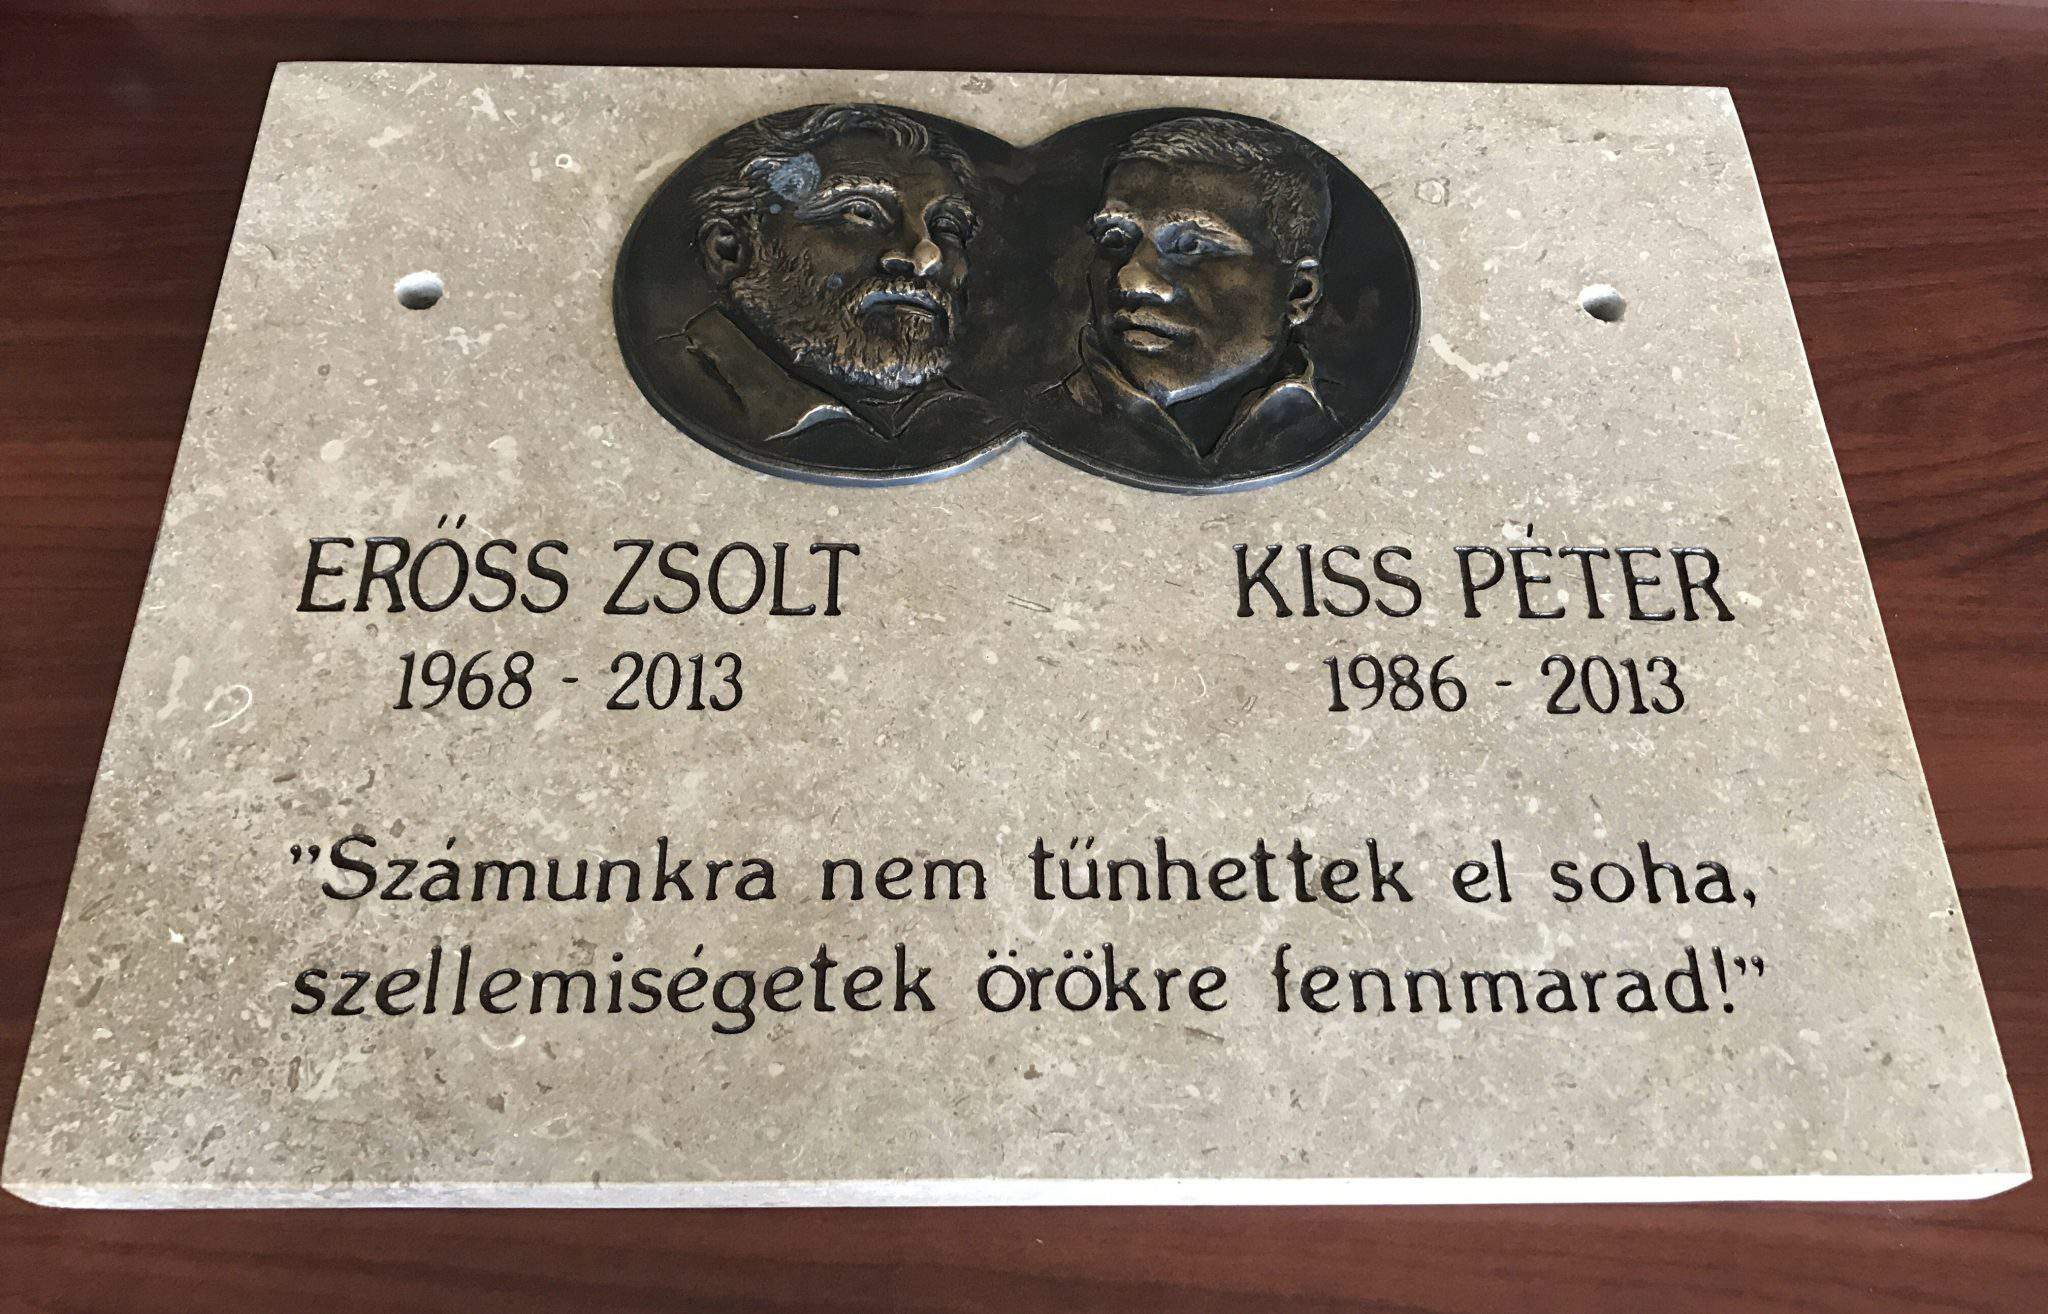 ERŐSS ZSOLT
1968 - 2013
KISS PÉTER
1986 - 2013
"Számunkra nem tűnhettek el soha,
szellemiségetek örökre fennmarad!"